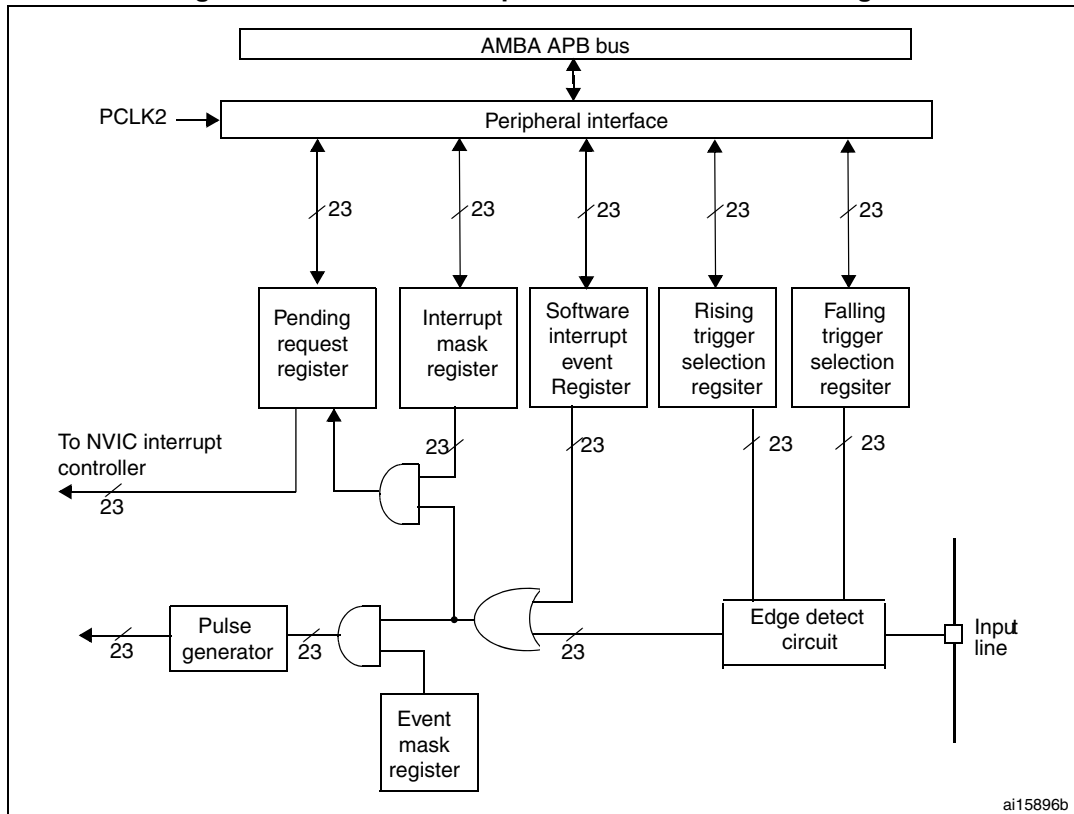 AMBA APB bus
PCLK2
Peripheral interface
23
23
23
23
23
Pending
request
register
Interrupt
mask
register
Software
interrupt
event
Register
Rising
trigger
selection
regsiter
Falling
trigger
selection
regsiter
To NVIC interrupt
controller
23
23
23
23
23
Pulse
generator
23
23
23
Edge detect
circuit
Input
line
Event
mask
register
ai15896b